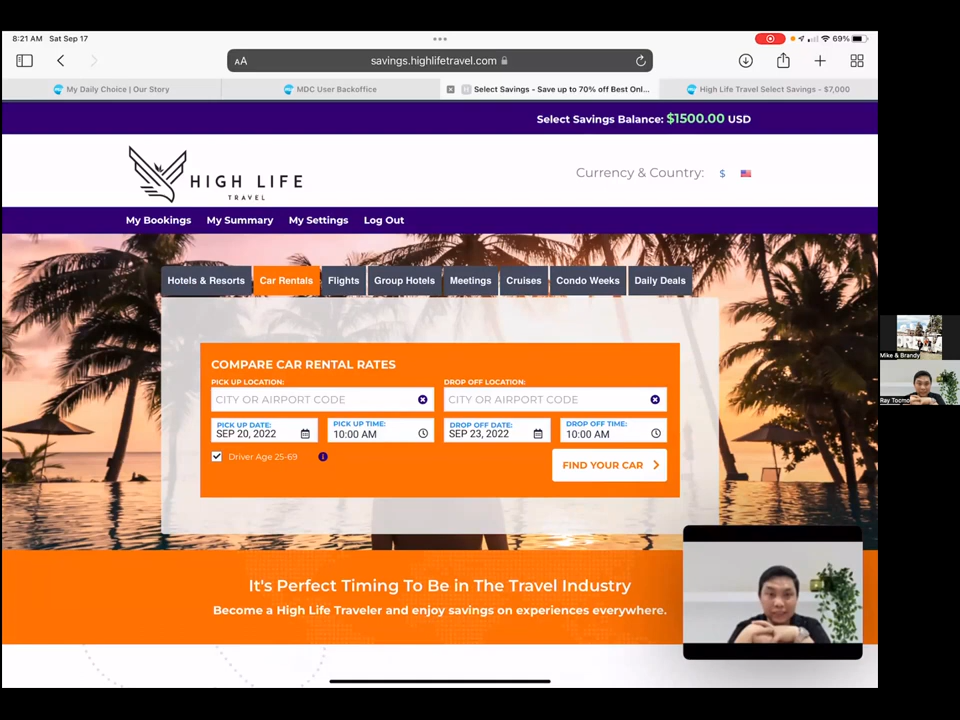 8:21 AM Sat Sep 17
69%
AA
savings.highlifetravel.com
My Daily Choice | Our Story
MDC User Backoffice
Select Savings - Save up to 70% off Best Onl...
High Life Travel Select Savings - $7,000
Select Savings Balance: $1500.00 USD
HIGH LIFE
TRAVEL
Currency & Country: $
My Bookings My Summary My Settings Log Out
Hotels & Resorts Car Rentals Flights Group Hotels Meetings Cruises Condo Weeks Daily Deals
COMPARE CAR RENTAL RATES
PICK UP LOCATION: DROP OFF LOCATION:
CITY OR AIRPORT CODE CITY OR AIRPORT CODE
PICK UP DATE: PICK UP TIME: DROP OFF DATE: DROP OFF TIME:
SEP 20, 2022 10:00 AM SEP 23, 2022 10:00 AM
Driver Age 25-69
FIND YOUR CAR
It's Perfect Timing To Be in The Travel Industry
Become a High Life Traveler and enjoy savings on experiences everywhere.
Mike & Brandy
Ray Tocmo